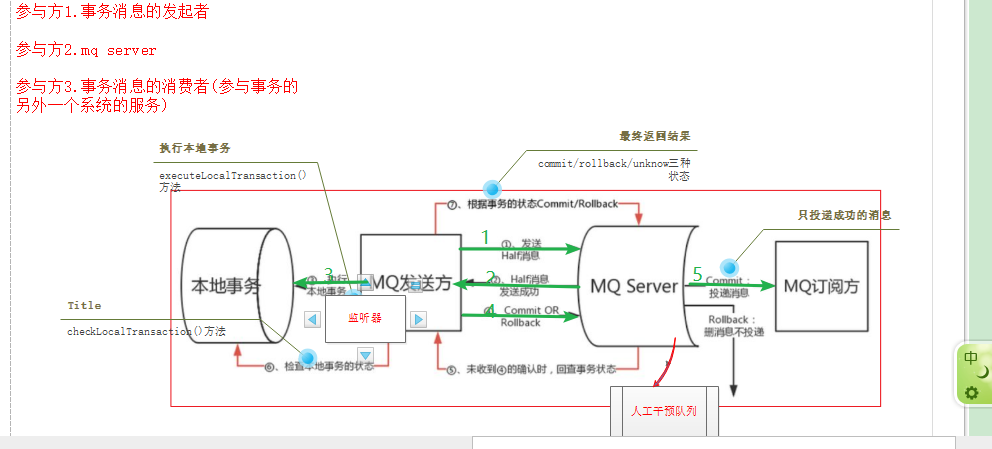 参与方1.事务消息的发起者
参与方2.mq server
参与方3.事务消息的消费者(参与事务的
另外一个系统的服务)
执行本地事务
executeLocalTransaction()
方法
最终返回结果
commit/rollback/unknow三种
状态
只投递成功的消息
⑦、根据事务的状态Commit/Rollback
1
①、发送
Half消息
本地事务
3
执行
本地事务
MQ发送方
2
Half消息
发送成功
MQ Server
5
Commit：
投递消息
MQ订阅方
Title
checkLocalTransaction()方法
监听器
4
Commit OR
Rollback
Rollback：
删消息不投递
⑥、检查本地事务的状态
⑤、未收到④的确认时，回查事务状态
人工干预队列
中